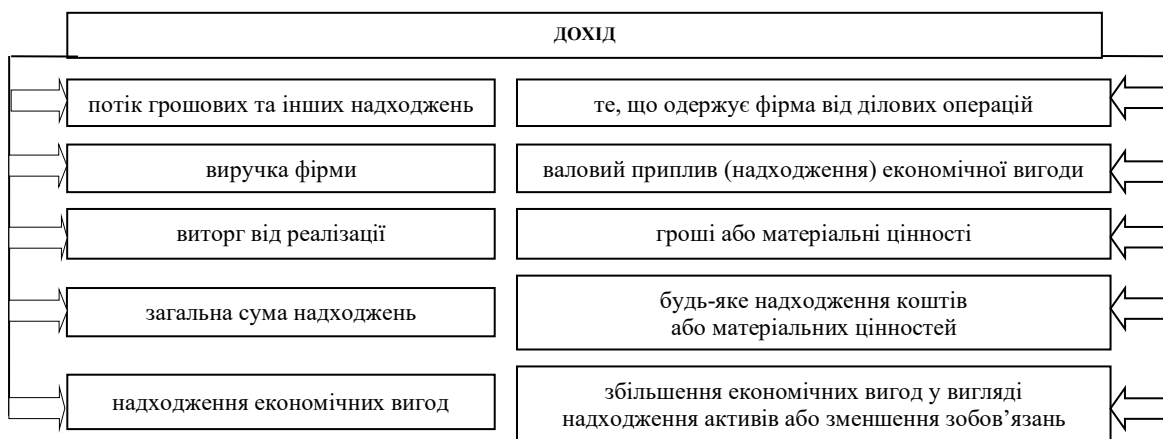 ДОХІД
потік грошових та інших надходжень
те, що одержує фірма від ділових операцій
виручка фірми
валовий приплив (надходження) економічної вигоди
виторг від реалізації
гроші або матеріальні цінності
загальна сума надходжень
будь-яке надходження коштів
або матеріальних цінностей
надходження економічних вигод
збільшення економічних вигод у вигляді
надходження активів або зменшення зобов’язань